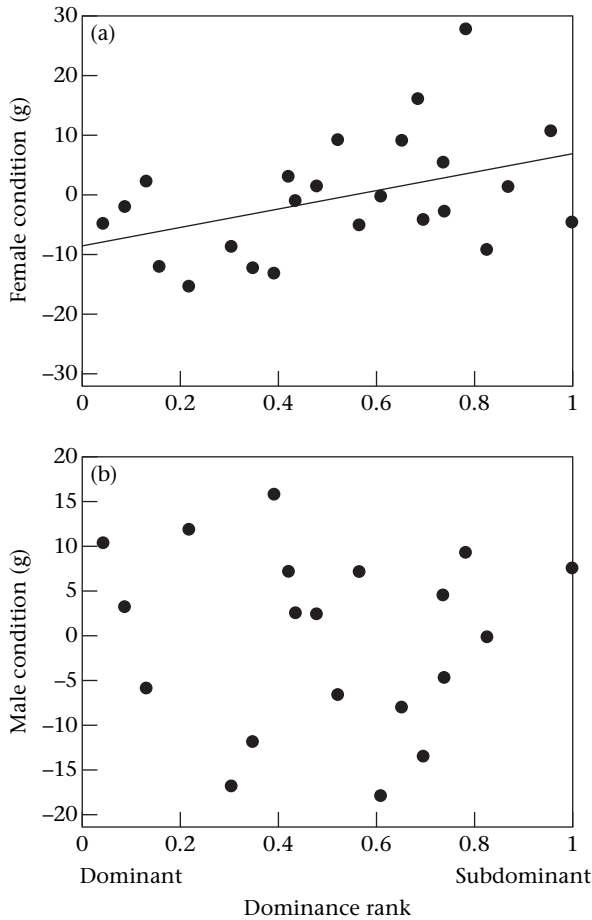 30
(a)
20
10
0
−10
−20
−30
Female condition (g)
0 0.2 0.4 0.6 0.8 1
20
(b)
15
10
5
0
−5
−10
−15
−20
Male condition (g)
0 0.2 0.4 0.6 0.8 1
Dominant Subdominant
Dominance rank